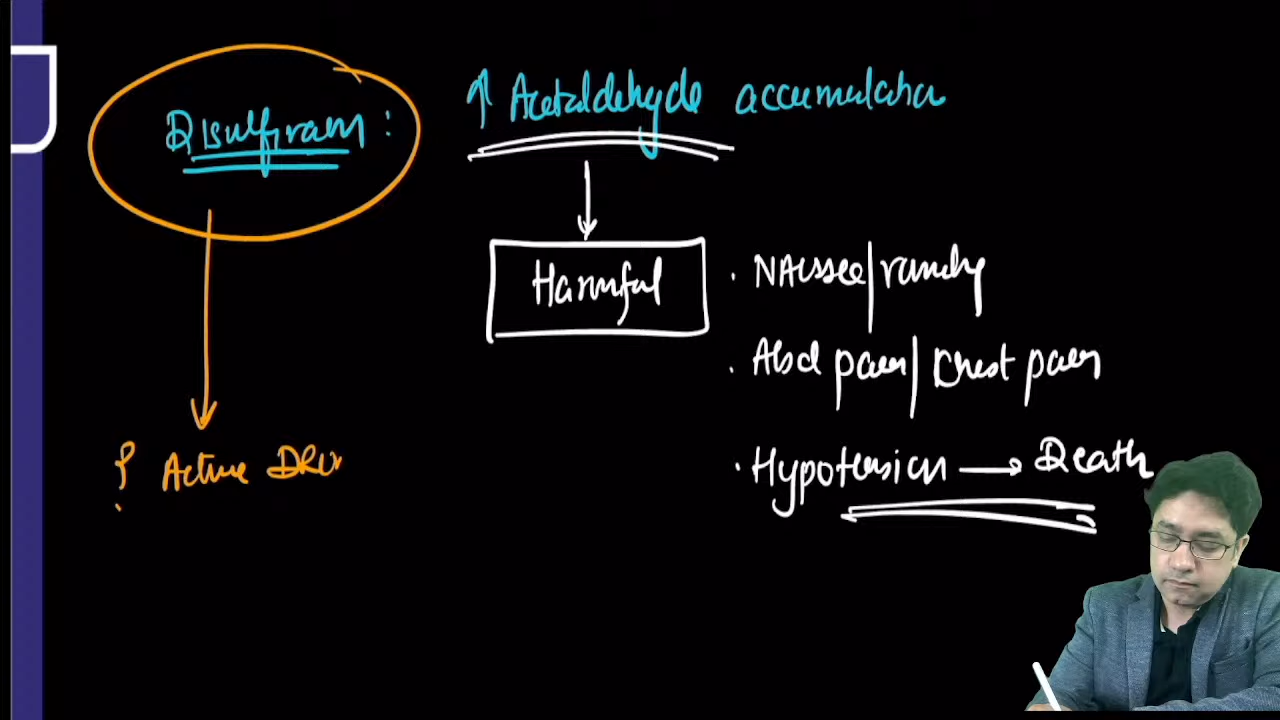 Disulfiram :
↑ Acetaldehyde accumulation
Harmful
· Nausea/vomiting
· Abd pain/Chest pain
· Hypotension → Death
? Active DRU